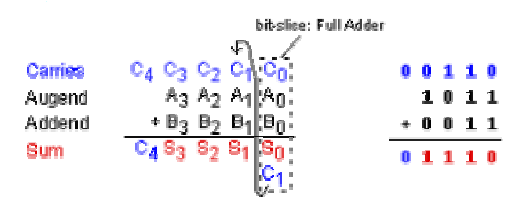 bit-slice: Full Adder
Carries C4 C3 C2 C1 C0 0 0 1 1 0
Augend A3 A2 A1 A0 1 0 1 1
Addend + B3 B2 B1 B0 + 0 0 1 1
Sum C4 S3 S2 S1 S0 0 1 1 1 0
C1